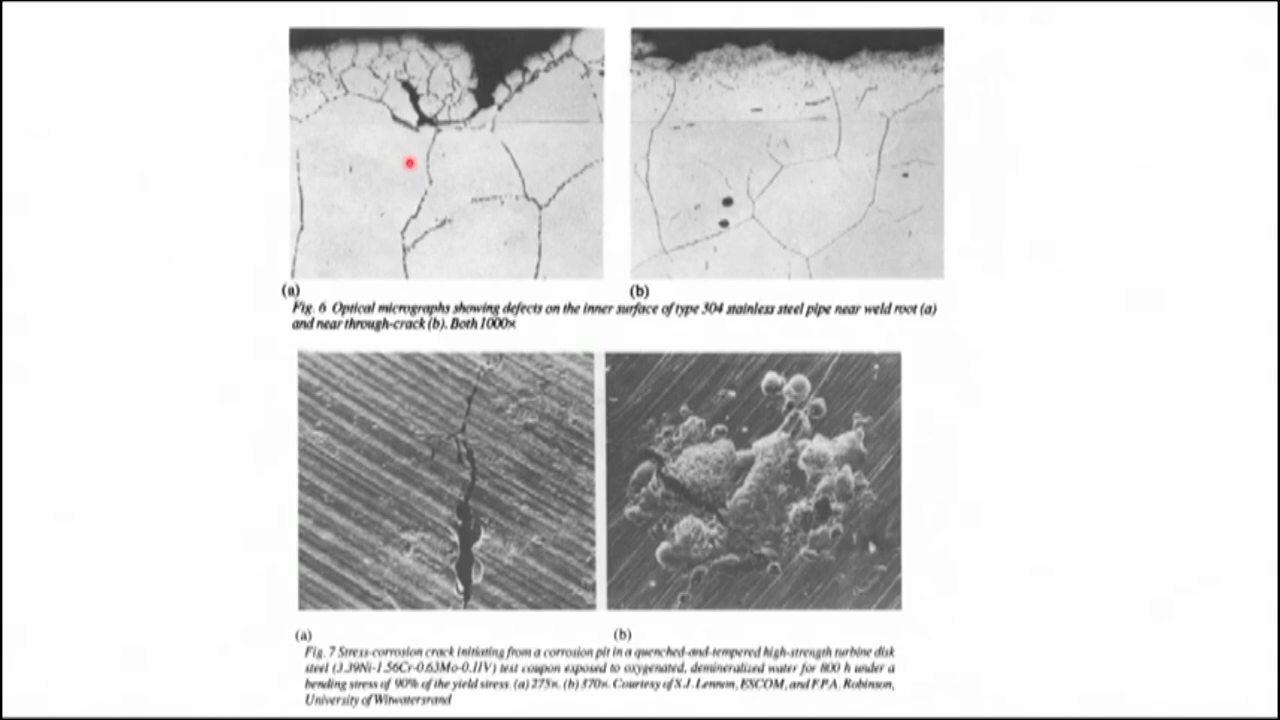 (a)
(b)
Fig. 6 Optical micrographs showing defects on the inner surface of type 304 stainless steel pipe near weld root (a)
and near through-crack (b). Both 1000×
(a)
(b)
Fig. 7 Stress-corrosion crack initiating from a corrosion pit in a quenched-and-tempered high-strength turbine disk
steel (3.39Ni-1.56Cr-0.63Mo-0.11V) test coupon exposed to oxygenated, demineralized water for 800 h under a
bending stress of 90% of the yield stress. (a) 275×. (b) 370×. Courtesy of S.J. Lennon, ESCOM, and F.P.A. Robinson,
University of Witwatersrand